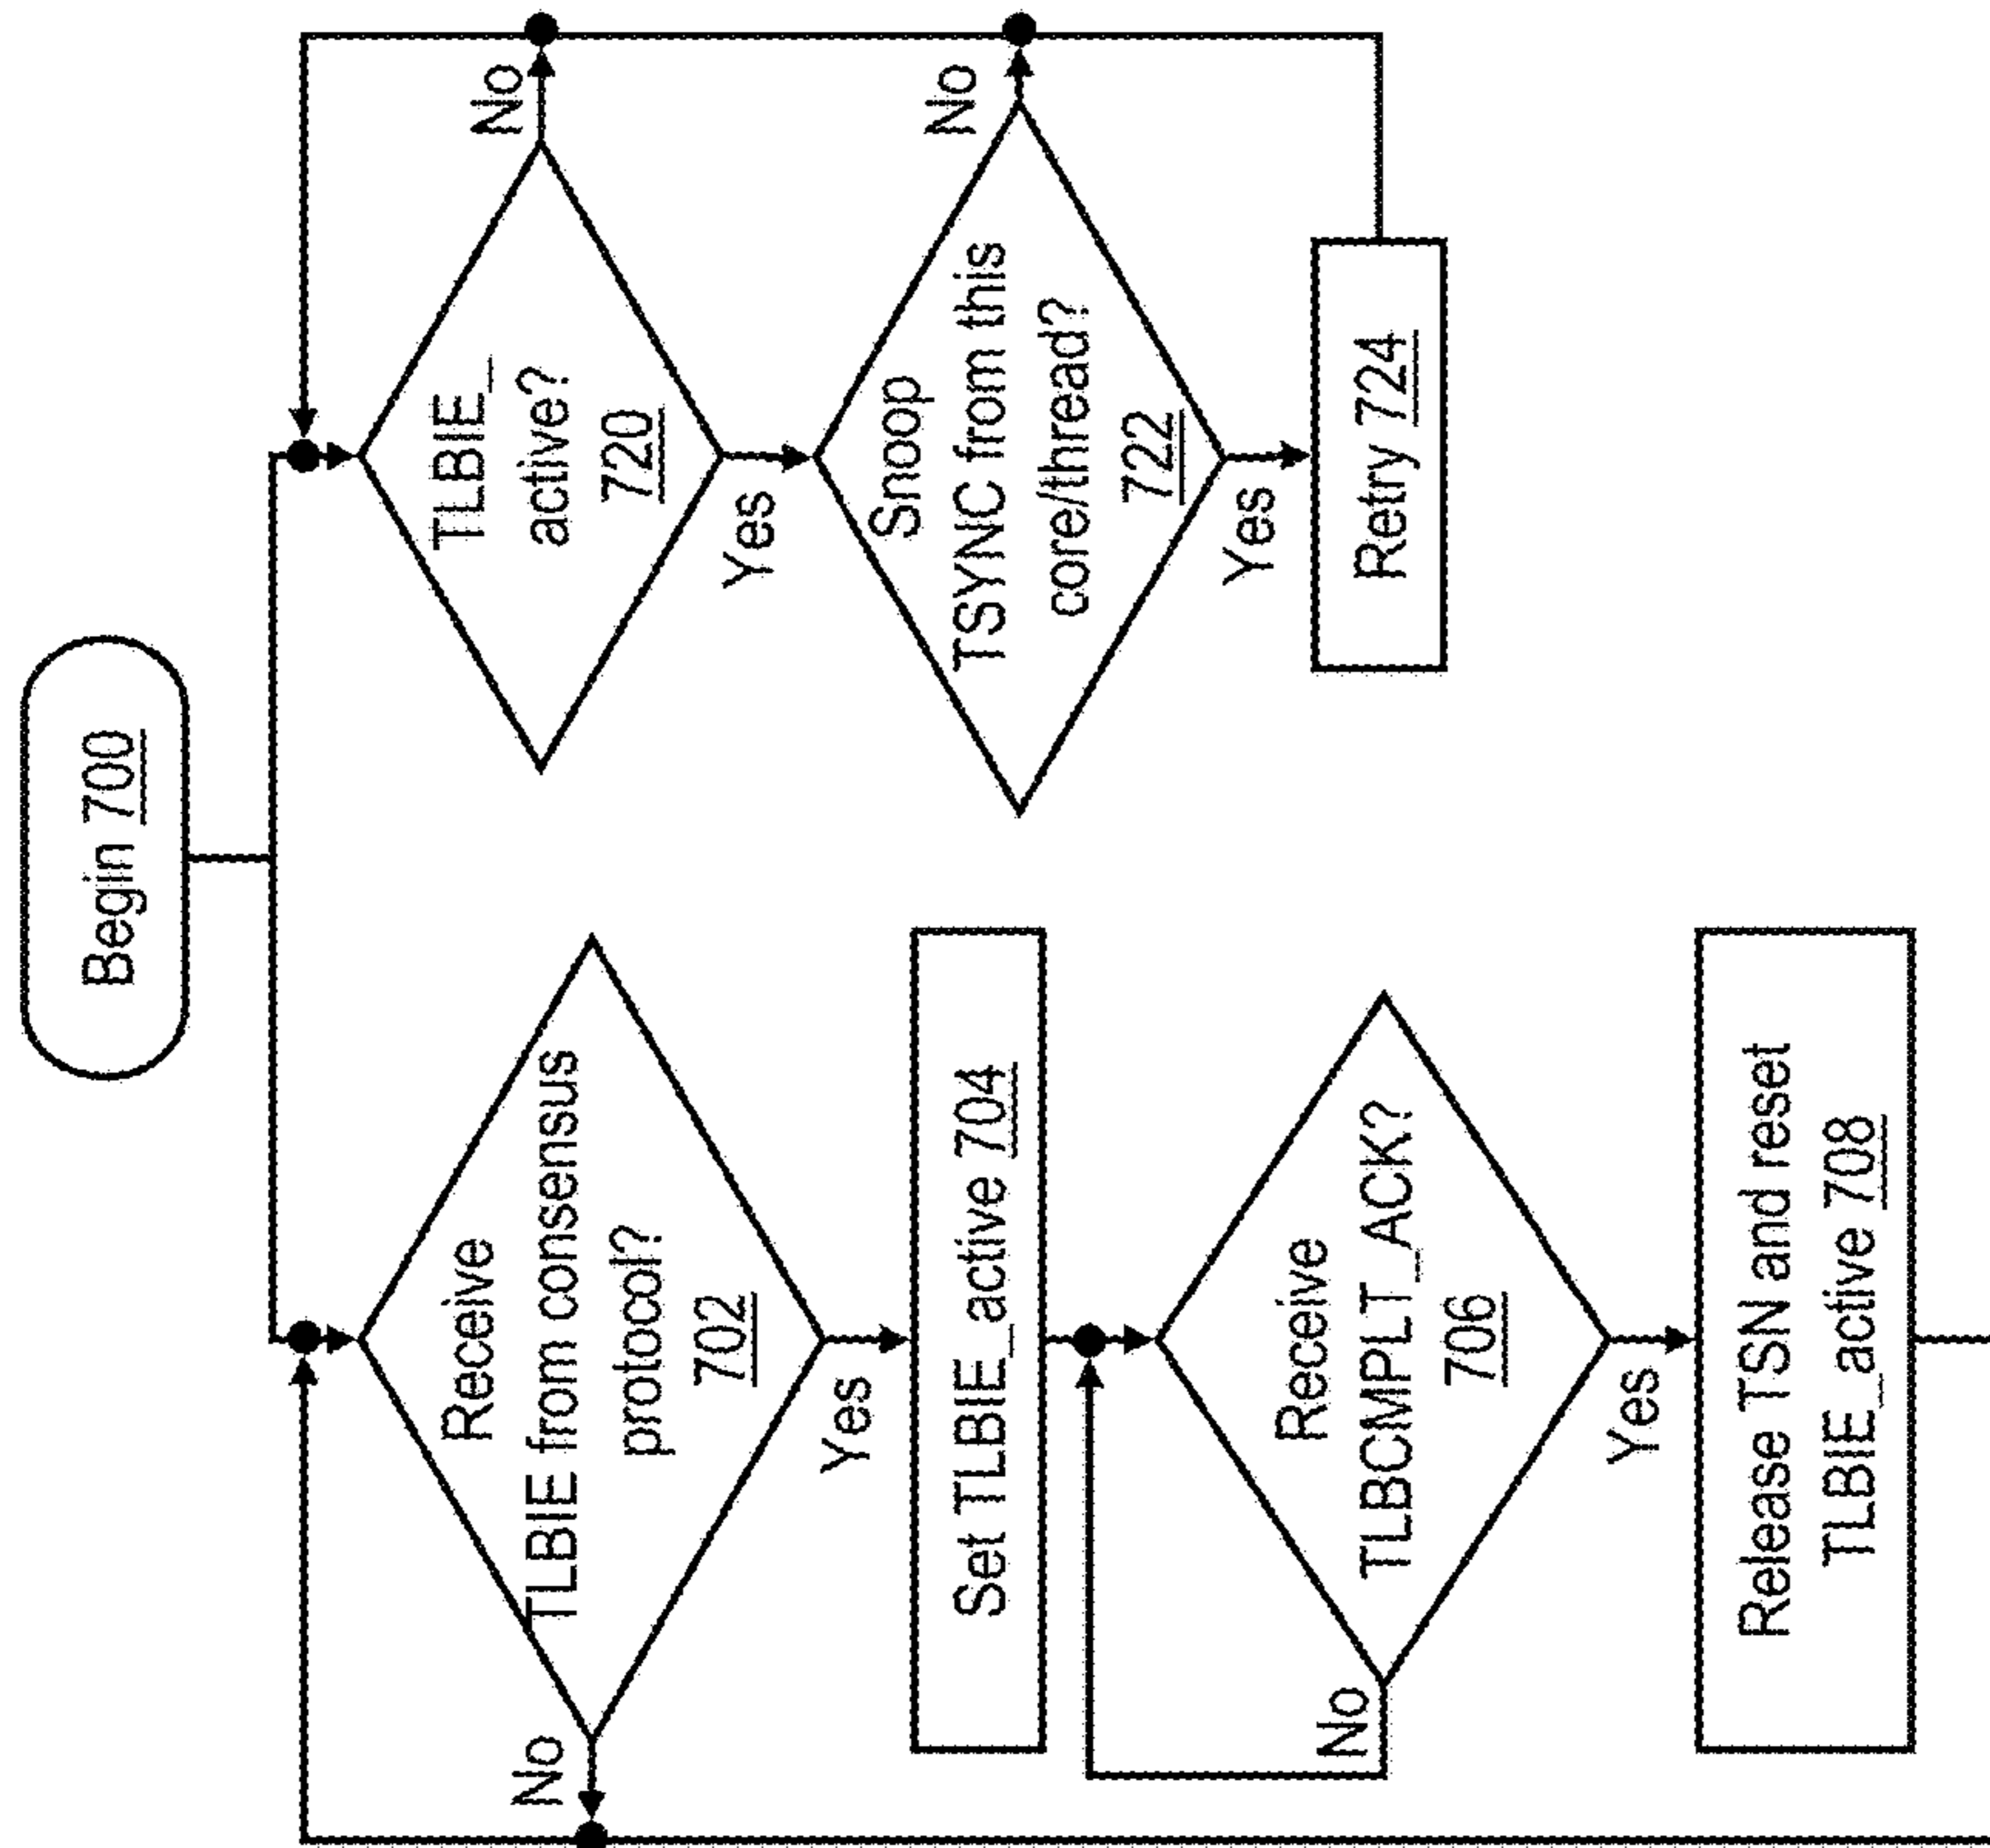 Begin 700
Receive
TLBIE from consensus
protocol?
702
No
Yes
Set TLBIE_active 704
Receive
TLBCMPLT_ACK?
706
No
Yes
Release TSN and reset
TLBIE_active 708
TLBIE_
active?
720
No
Yes
Snoop
TSYNC from this
core/thread?
722
No
Yes
Retry 724